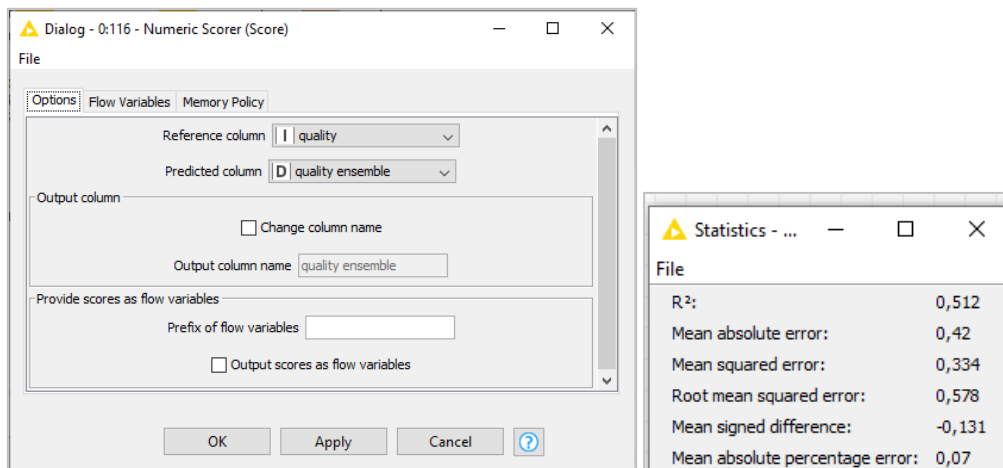 Dialog - 0:116 - Numeric Scorer (Score)
File
Options Flow Variables Memory Policy
Reference column I quality
Predicted column D quality ensemble
Output column
Change column name
Output column name quality ensemble
Provide scores as flow variables
Prefix of flow variables
Output scores as flow variables
OK Apply Cancel ?
Statistics - ...
File
R²: 0,512
Mean absolute error: 0,42
Mean squared error: 0,334
Root mean squared error: 0,578
Mean signed difference: -0,131
Mean absolute percentage error: 0,07